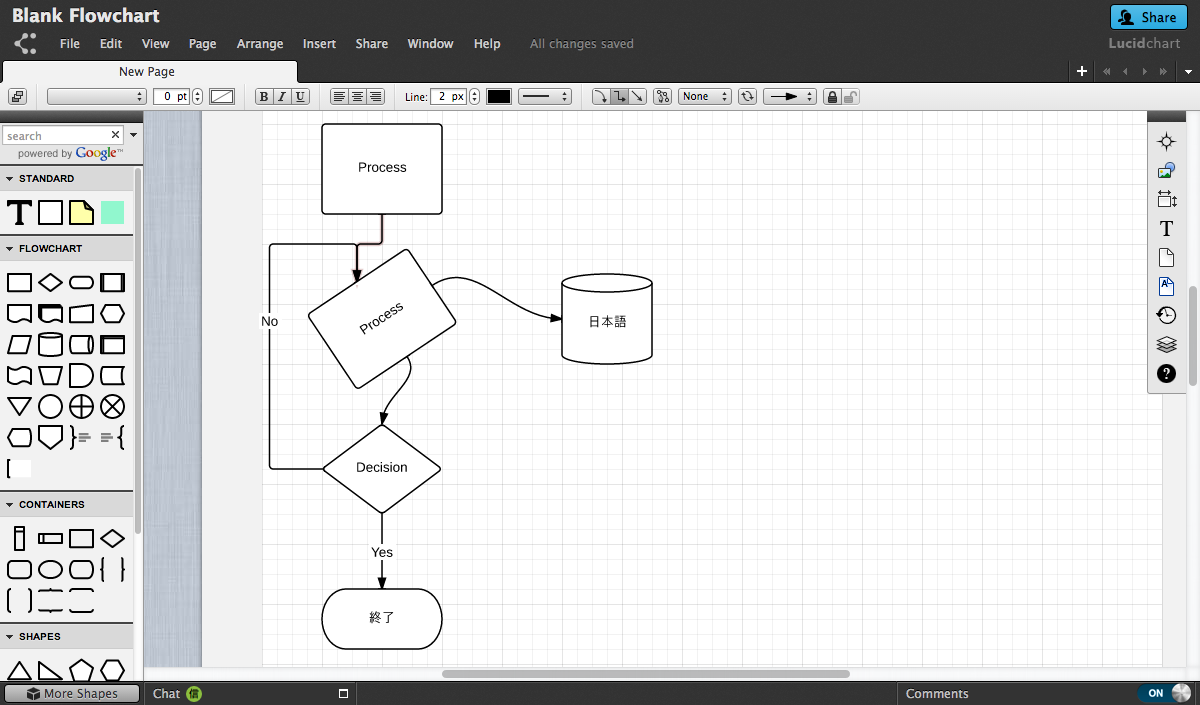 Blank Flowchart
Share
File Edit View Page Arrange Insert Share Window Help All changes saved
Lucidchart
New Page
0 pt
B I U
Line: 2 px
None
search
powered by Google™
STANDARD
T
FLOWCHART
CONTAINERS
SHAPES
More Shapes
Process
Process
No
日本語
Decision
Yes
終了
T
A
?
Chat
Comments
ON